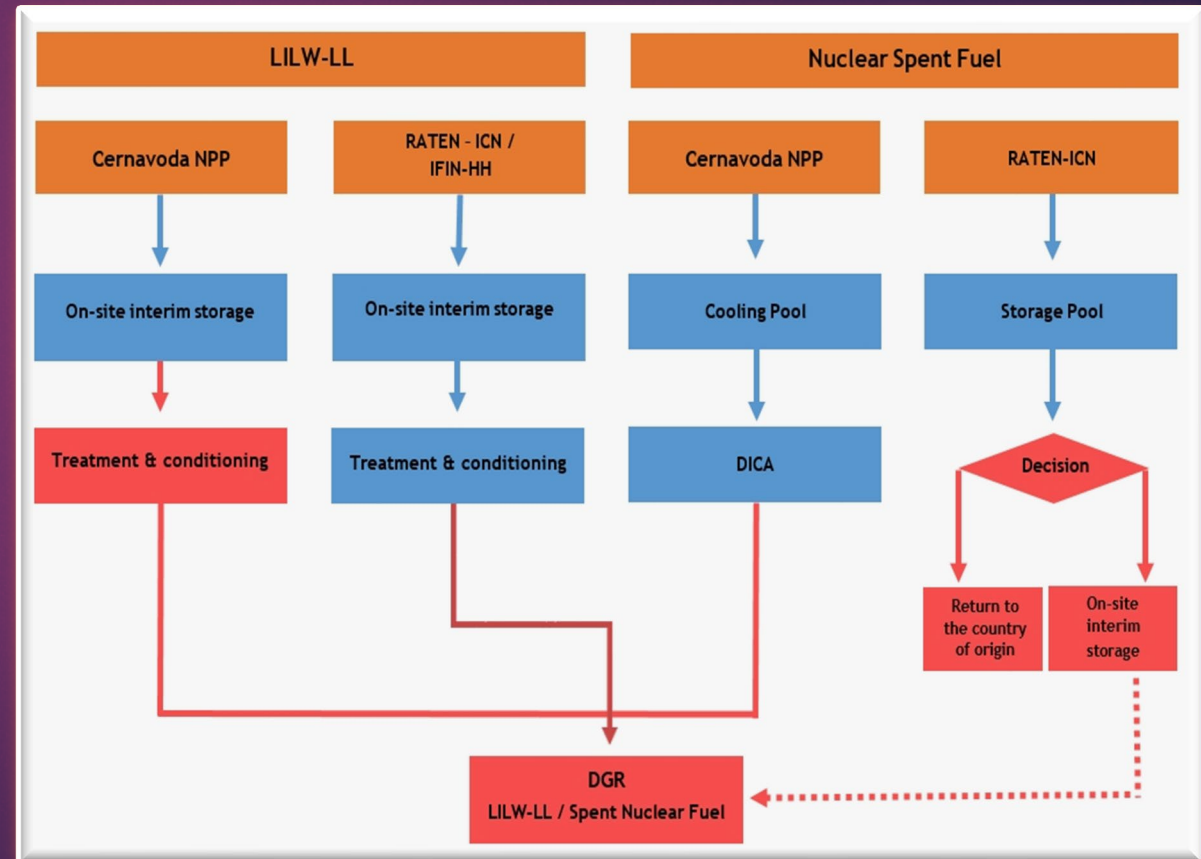 LILW-LL
Nuclear Spent Fuel
Cernavoda NPP
RATEN - ICN /
IFIN-HH
Cernavoda NPP
RATEN-ICN
On-site interim storage
On-site interim storage
Cooling Pool
Storage Pool
Treatment & conditioning
Treatment & conditioning
DICA
Decision
Return to
the country
of origin
On-site
interim
storage
DGR
LILW-LL / Spent Nuclear Fuel